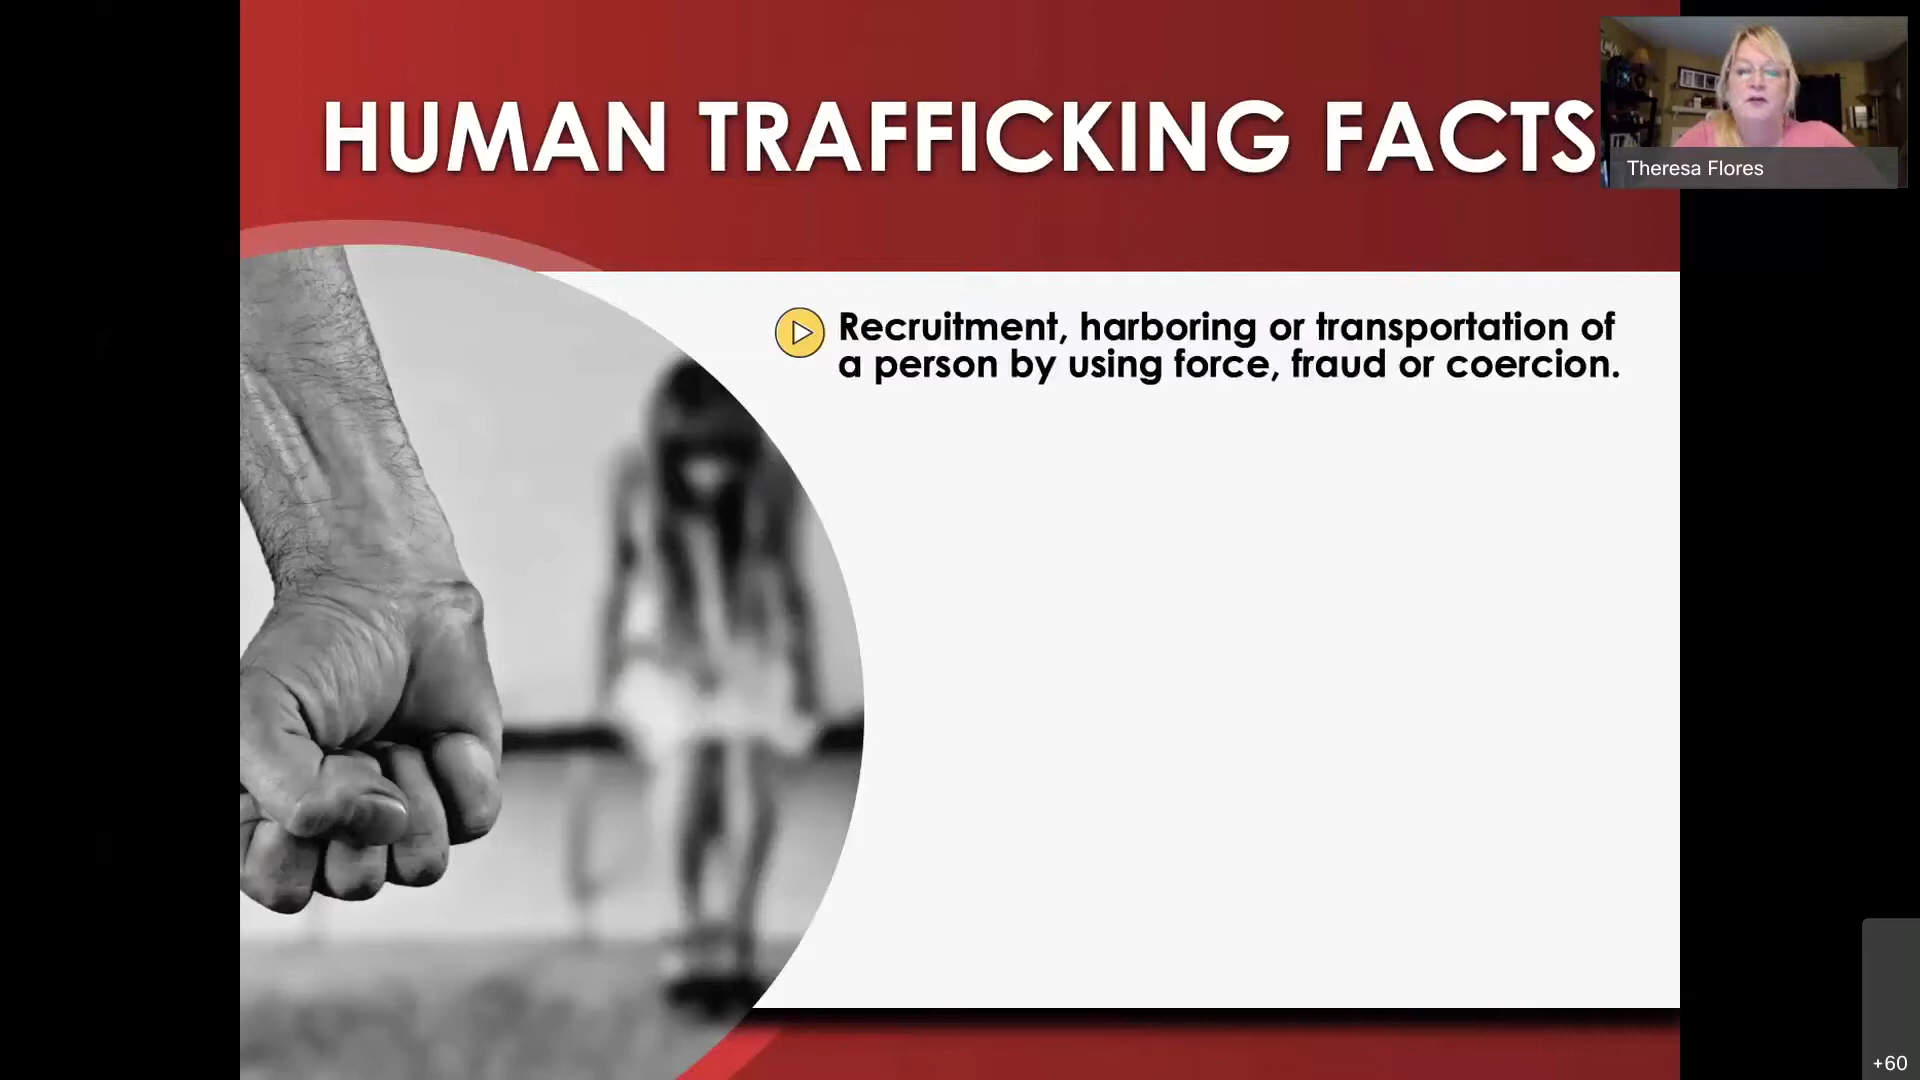 HUMAN TRAFFICKING FACTS
Theresa Flores
Recruitment, harboring or transportation of
a person by using force, fraud or coercion.
+60